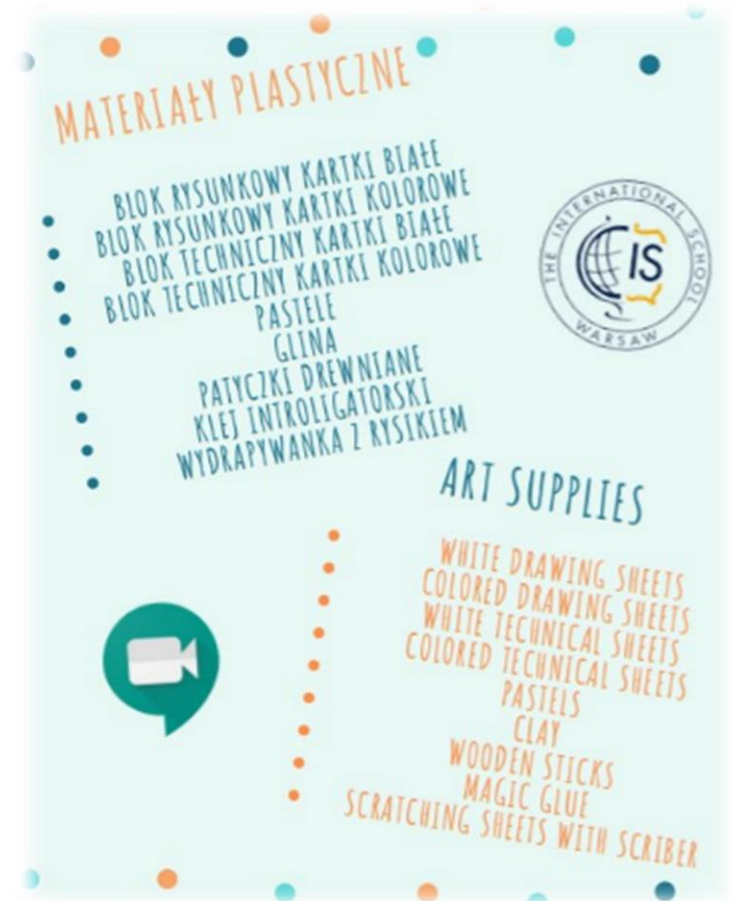 MATERIAŁY PLASTYCZNE
BLOK RYSUNKOWY KARTKI BIAŁE
BLOK RYSUNKOWY KARTKI KOLOROWE
BLOK TECHNICZNY KARTKI BIAŁE
BLOK TECHNICZNY KARTKI KOLOROWE
PASTELE
GLINA
PATYCZKI DREWNIANE
KLEJ INTROLIGATORSKI
WYDRAPYWANKA Z RYSIKIEM
THE INTERNATIONAL SCHOOL
IS
WARSAW
ART SUPPLIES
WHITE DRAWING SHEETS
COLORED DRAWING SHEETS
WHITE TECHNICAL SHEETS
COLORED TECHNICAL SHEETS
PASTELS
CLAY
WOODEN STICKS
MAGIC GLUE
SCRATCHING SHEETS WITH SCRIBER